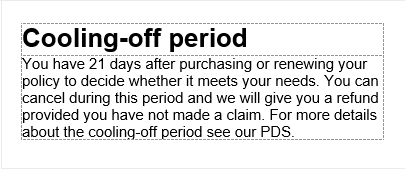 Cooling-off period
You have 21 days after purchasing or renewing your
policy to decide whether it meets your needs. You can
cancel during this period and we will give you a refund
provided you have not made a claim. For more details
about the cooling-off period see our PDS.